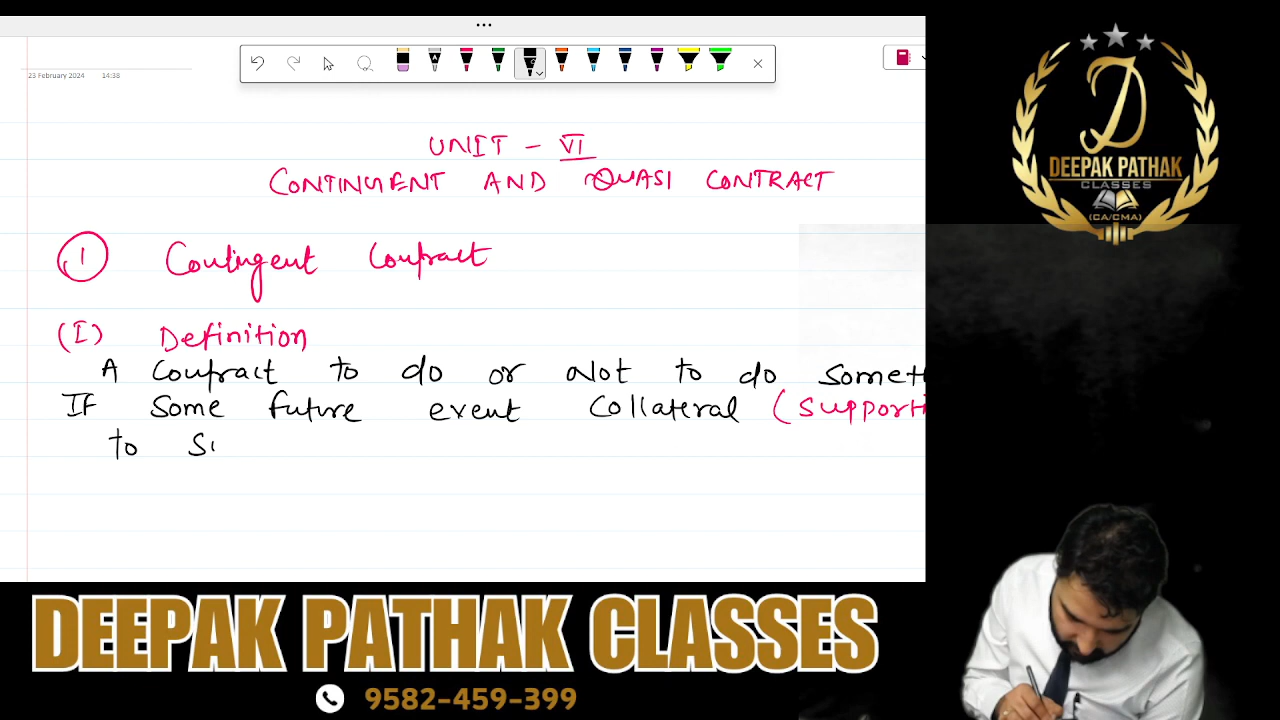 23 February 2024 14:38
UNIT - VI
CONTINGENT AND QUASI CONTRACT
1 Contingent Contract
(I) Definition
A Contract to do or Not to do Someth
IF Some future event Collateral (Supporti
to S
D
DEEPAK PATHAK
CLASSES
(CA/CMA)
DEEPAK PATHAK CLASSES
9582-459-399